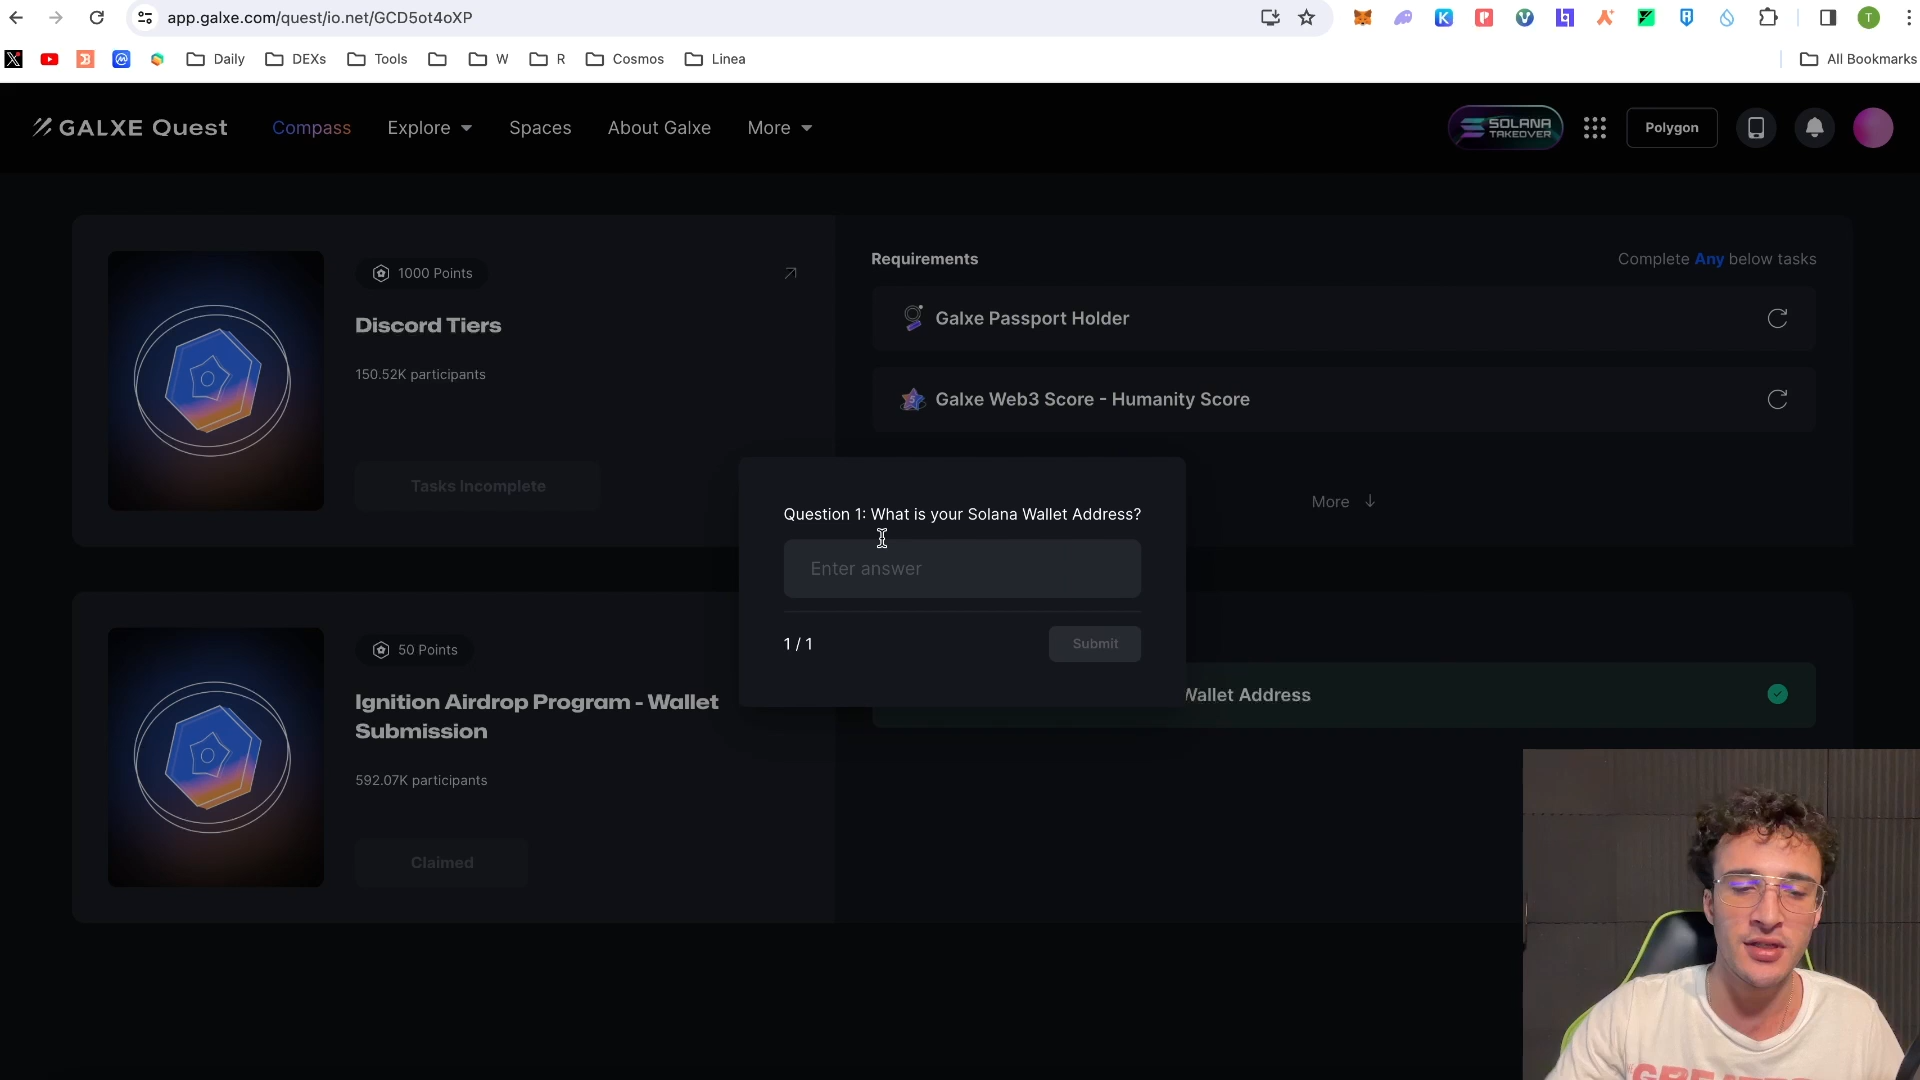 app.galxe.com/quest/io.net/GCD5ot4oXP
T
Daily
DEXs
Tools
W
R
Cosmos
Linea
All Bookmarks
GALXE Quest
Compass
Explore
Spaces
About Galxe
More
SOLANA
TAKEOVER
Polygon
1000 Points
Discord Tiers
150.52K participants
Tasks Incomplete
Requirements
Complete Any below tasks
Galxe Passport Holder
Galxe Web3 Score - Humanity Score
More
Question 1: What is your Solana Wallet Address?
Enter answer
1 / 1
Submit
50 Points
Ignition Airdrop Program - Wallet
Submission
592.07K participants
Claimed
Wallet Address